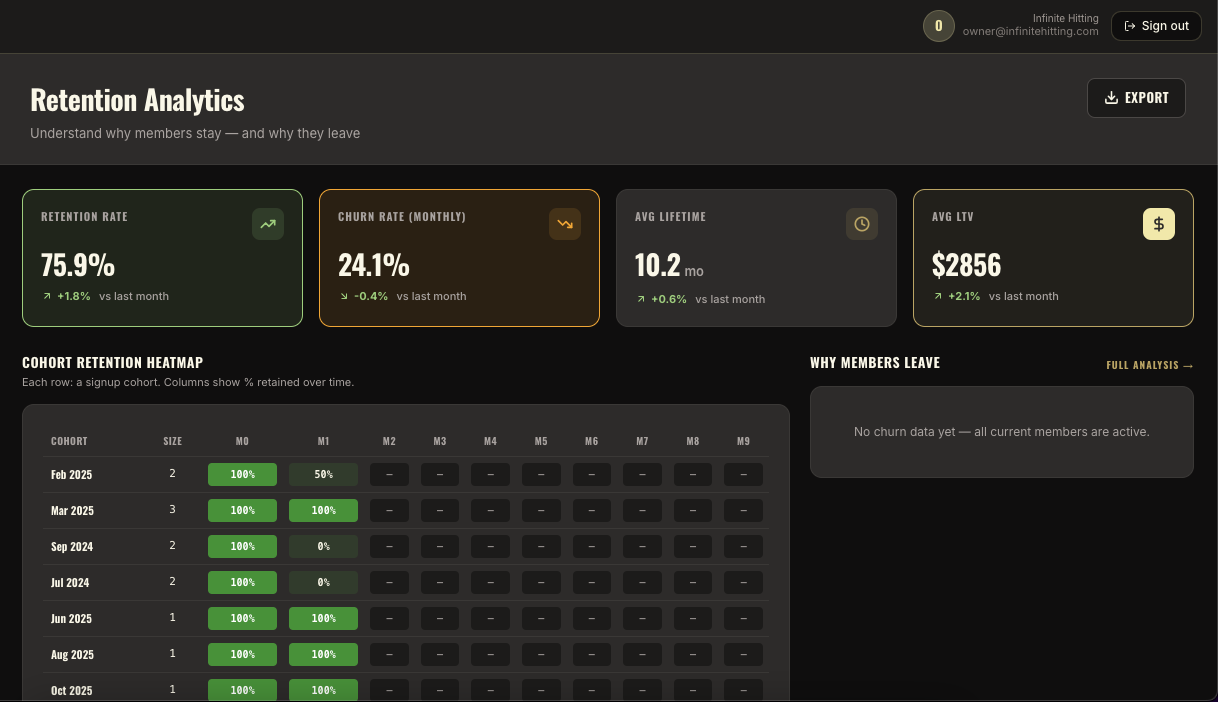 0
Infinite Hitting
owner@infinitehitting.com
Sign out
Retention Analytics
Understand why members stay — and why they leave
EXPORT
RETENTION RATE
75.9%
+1.8% vs last month
CHURN RATE (MONTHLY)
24.1%
-0.4% vs last month
AVG LIFETIME
10.2 mo
+0.6% vs last month
AVG LTV
$
$2856
+2.1% vs last month
COHORT RETENTION HEATMAP
Each row: a signup cohort. Columns show % retained over time.
COHORT SIZE M0 M1 M2 M3 M4 M5 M6 M7 M8 M9
Feb 2025 2 100% 50% — — — — — — — —
Mar 2025 3 100% 100% — — — — — — — —
Sep 2024 2 100% 0% — — — — — — — —
Jul 2024 2 100% 0% — — — — — — — —
Jun 2025 1 100% 100% — — — — — — — —
Aug 2025 1 100% 100% — — — — — — — —
Oct 2025 1 100% 100% — — — — — — — —
WHY MEMBERS LEAVE
FULL ANALYSIS →
No churn data yet — all current members are active.